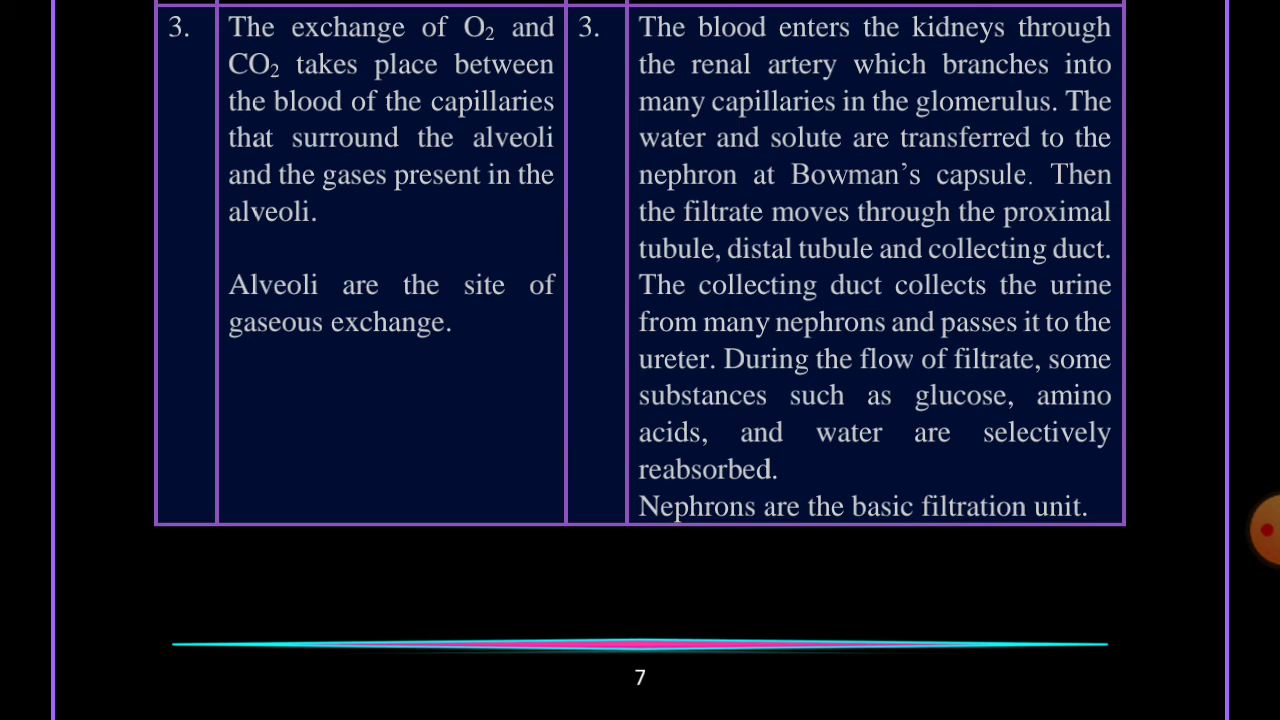 3.
The exchange of O₂ and
CO₂ takes place between
the blood of the capillaries
that surround the alveoli
and the gases present in the
alveoli.
Alveoli are the site of
gaseous exchange.
3.
The blood enters the kidneys through
the renal artery which branches into
many capillaries in the glomerulus. The
water and solute are transferred to the
nephron at Bowman’s capsule. Then
the filtrate moves through the proximal
tubule, distal tubule and collecting duct.
The collecting duct collects the urine
from many nephrons and passes it to the
ureter. During the flow of filtrate, some
substances such as glucose, amino
acids, and water are selectively
reabsorbed.
Nephrons are the basic filtration unit.
7